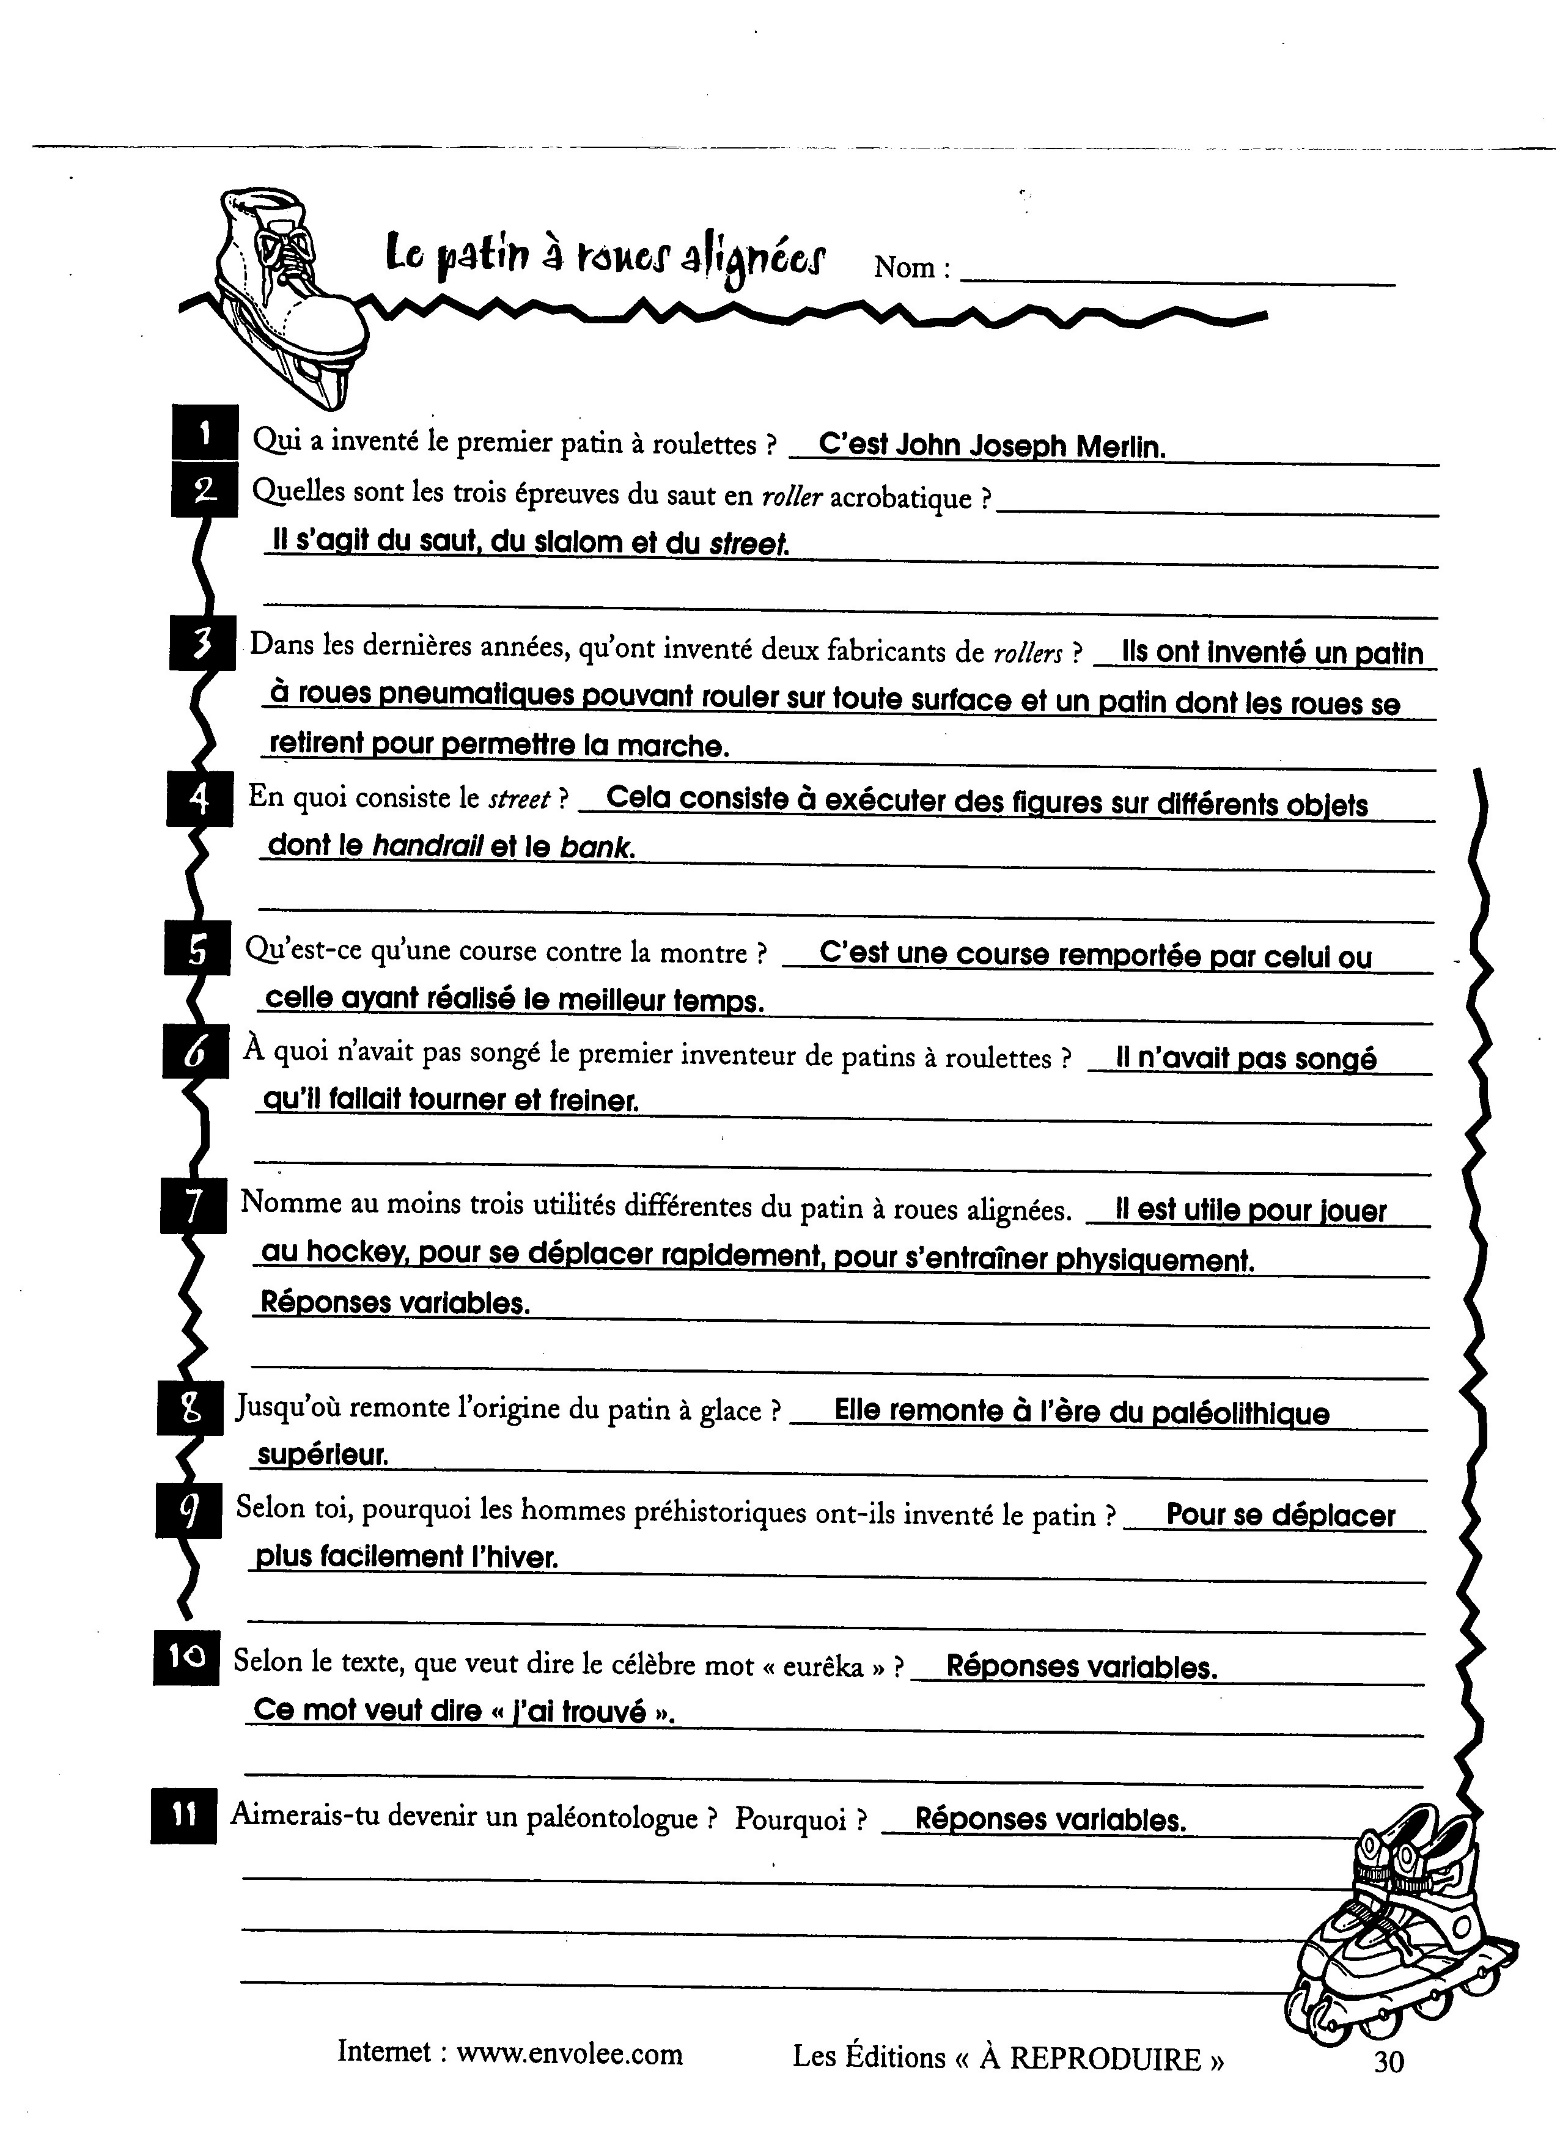 Le patin à roues alignées Nom :
1 Qui a inventé le premier patin à roulettes ? C'est John Joseph Merlin.
2 Quelles sont les trois épreuves du saut en roller acrobatique ?
Il s'agit du saut, du slalom et du street.
3 Dans les dernières années, qu'ont inventé deux fabricants de rollers ? Ils ont inventé un patin
à roues pneumatiques pouvant rouler sur toute surface et un patin dont les roues se
retirent pour permettre la marche.
4 En quoi consiste le street ? Cela consiste à exécuter des figures sur différents objets
dont le handrail et le bank.
5 Qu'est-ce qu'une course contre la montre ? C'est une course remportée par celui ou
celle ayant réalisé le meilleur temps.
6 À quoi n'avait pas songé le premier inventeur de patins à roulettes ? Il n'avait pas songé
qu'il fallait tourner et freiner.
7 Nomme au moins trois utilités différentes du patin à roues alignées. Il est utile pour jouer
au hockey, pour se déplacer rapidement, pour s'entraîner physiquement.
Réponses variables.
8 Jusqu'où remonte l'origine du patin à glace ? Elle remonte à l'ère du paléolithique
supérieur.
9 Selon toi, pourquoi les hommes préhistoriques ont-ils inventé le patin ? Pour se déplacer
plus facilement l'hiver.
10 Selon le texte, que veut dire le célèbre mot « eurêka » ? Réponses variables.
Ce mot veut dire « j'ai trouvé ».
11 Aimerais-tu devenir un paléontologue ? Pourquoi ? Réponses variables.
Internet : www.envolee.com Les Éditions « À REPRODUIRE » 30